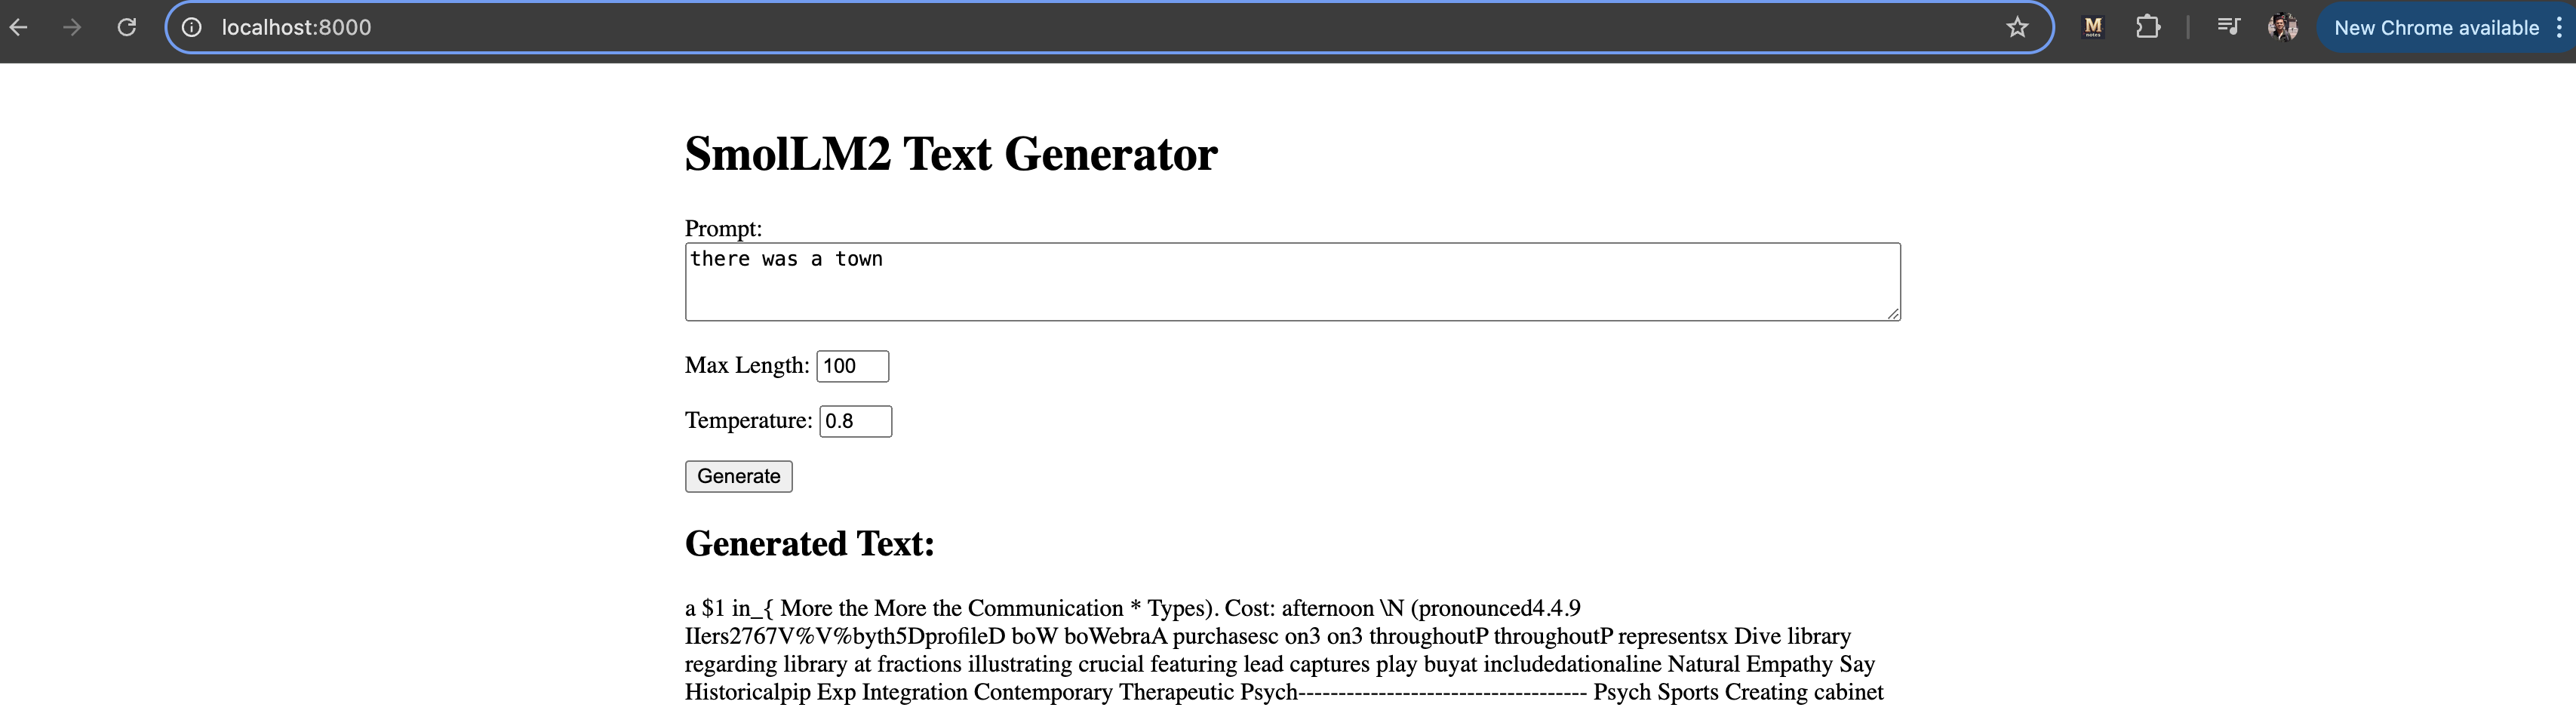 localhost:8000
M
notes
New Chrome available
SmolLM2 Text Generator
Prompt:
there was a town
Max Length: 100
Temperature: 0.8
Generate
Generated Text:
a $1 in_{ More the More the Communication * Types). Cost: afternoon \N (pronounced4.4.9
IIers2767V%V%byth5DprofileD boW boWebraA purchasesc on3 on3 throughoutP throughoutP representsx Dive library
regarding library at fractions illustrating crucial featuring lead captures play buyat includedationaline Natural Empathy Say
Historicalpip Exp Integration Contemporary Therapeutic Psych------------------------------------ Psych Sports Creating cabinet